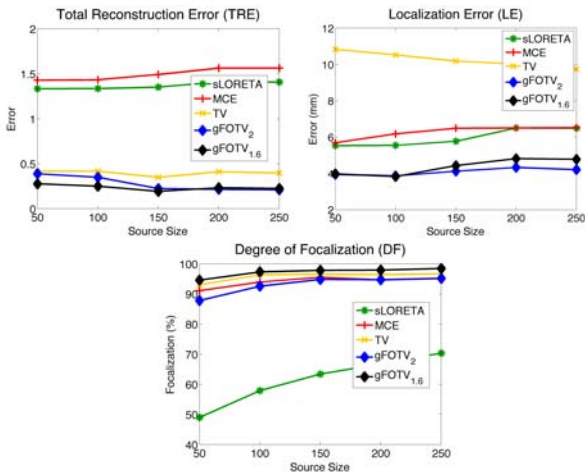 Total Reconstruction Error (TRE)
2
1.5
1
0.5
0
Error
50 100 150 200 250
Source Size
sLORETA
MCE
TV
gFOTV2
gFOTV1.6
Localization Error (LE)
12
10
8
6
4
2
Error (mm)
50 100 150 200 250
Source Size
sLORETA
MCE
TV
gFOTV2
gFOTV1.6
Degree of Focalization (DF)
100
90
80
70
60
50
40
Focalization (%)
50 100 150 200 250
Source Size
sLORETA
MCE
TV
gFOTV2
gFOTV1.6